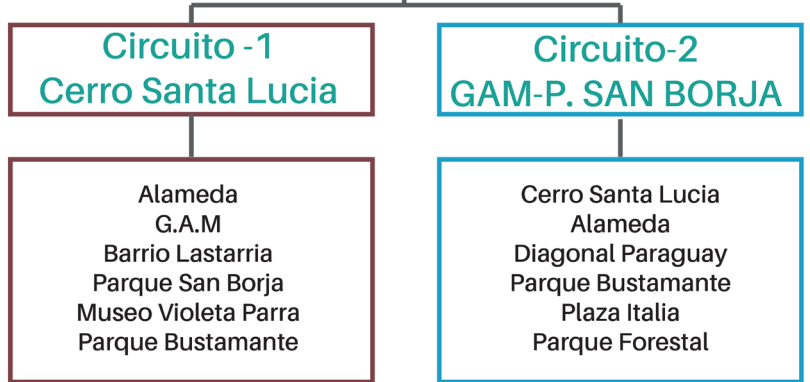 Circuito -1
Cerro Santa Lucia
Alameda
G.A.M
Barrio Lastarria
Parque San Borja
Museo Violeta Parra
Parque Bustamante
Circuito-2
GAM-P. SAN BORJA
Cerro Santa Lucia
Alameda
Diagonal Paraguay
Parque Bustamante
Plaza Italia
Parque Forestal